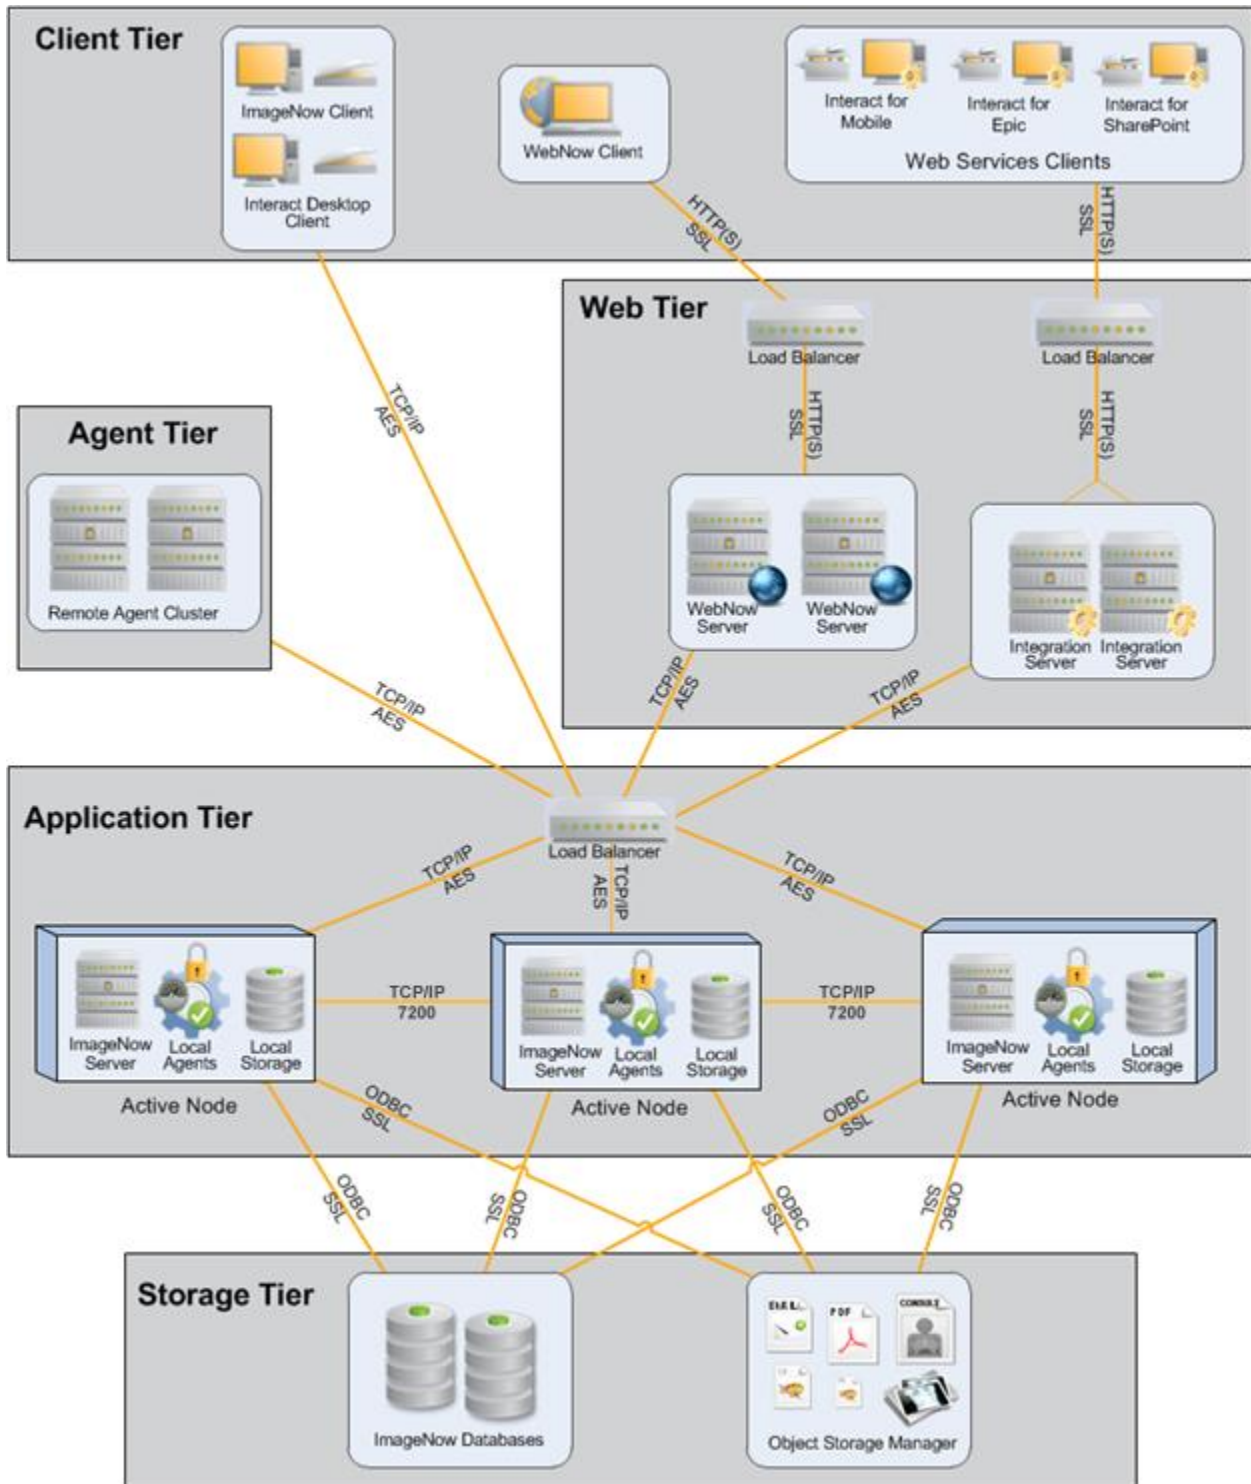 Client Tier
ImageNow Client
Interact Desktop
Client
WebNow Client
Interact for
Mobile
Interact for
Epic
Interact for
SharePoint
Web Services Clients
HTTP(S)
SSL
HTTP(S)
SSL
Web Tier
Load Balancer
Load Balancer
HTTP(S)
SSL
HTTP(S)
SSL
TCP/IP
AES
Agent Tier
Remote Agent Cluster
WebNow
Server
WebNow
Server
Integration
Server
Integration
Server
TCP/IP
AES
TCP/IP
AES
TCP/IP
AES
Application Tier
Load Balancer
TCP/IP
AES
TCP/IP
AES
TCP/IP
AES
ImageNow
Server
Local
Agents
Local
Storage
Active Node
TCP/IP
7200
ImageNow
Server
Local
Agents
Local
Storage
Active Node
TCP/IP
7200
ImageNow
Server
Local
Agents
Local
Storage
Active Node
ODBC
SSL
ODBC
SSL
ODBC
SSL
ODBC
SSL
ODBC
SSL
ODBC
SSL
Storage Tier
ImageNow Databases
PDF
CONSULT
Object Storage Manager